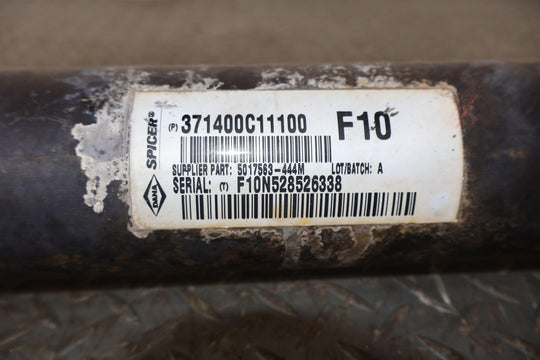 DANA SPICER®
(P) 371400C11100 F10
SUPPLIER PART: 5017563-444M LOT/BATCH: A
SERIAL: (T) F10N528526338